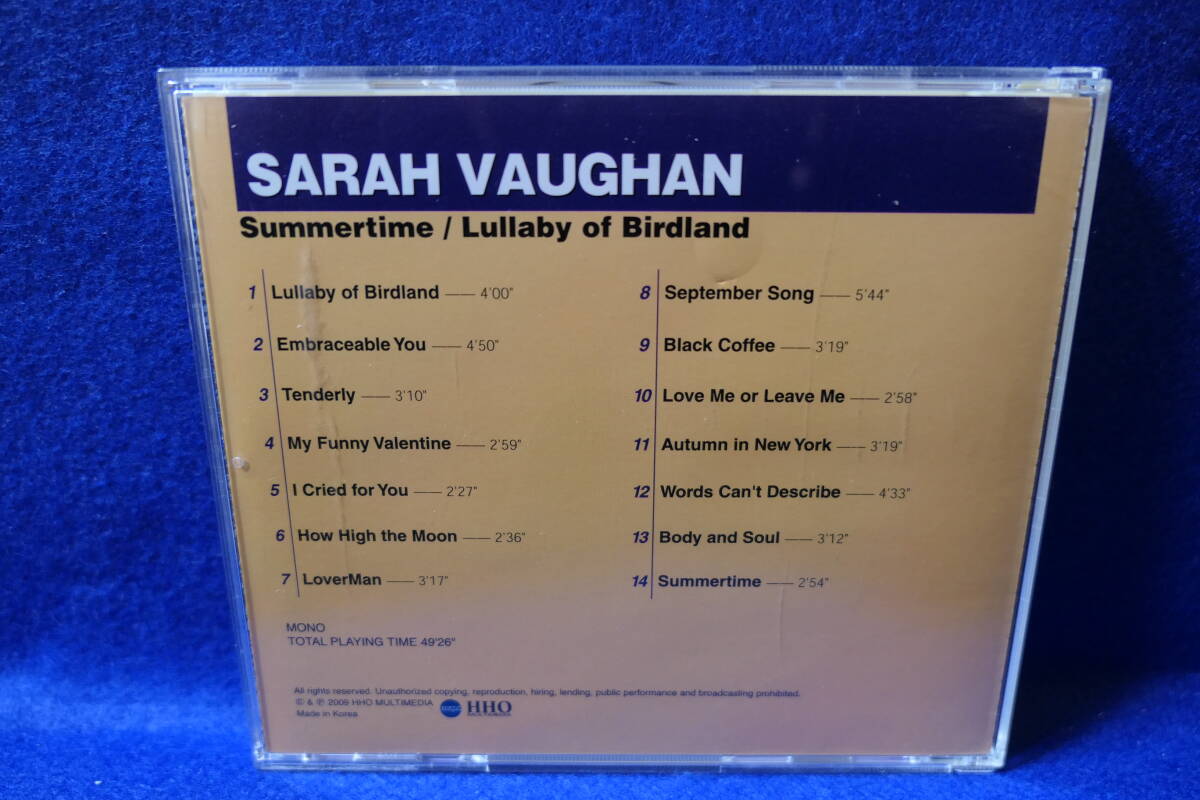 SARAH VAUGHAN
Summertime / Lullaby of Birdland
1 Lullaby of Birdland —— 4'00"
2 Embraceable You —— 4'50"
3 Tenderly —— 3'10"
4 My Funny Valentine —— 2'59"
5 I Cried for You —— 2'27"
6 How High the Moon —— 2'36"
7 LoverMan —— 3'17"
8 September Song —— 5'44"
9 Black Coffee —— 3'19"
10 Love Me or Leave Me —— 2'58"
11 Autumn in New York —— 3'19"
12 Words Can't Describe —— 4'33"
13 Body and Soul —— 3'12"
14 Summertime —— 2'54"
MONO
TOTAL PLAYING TIME 49'26"
All rights reserved. Unauthorized copying, reproduction, hiring, lending, public performance and broadcasting prohibited.
© & ℗ 2009 HHO MULTIMEDIA
HHO
Made in Korea